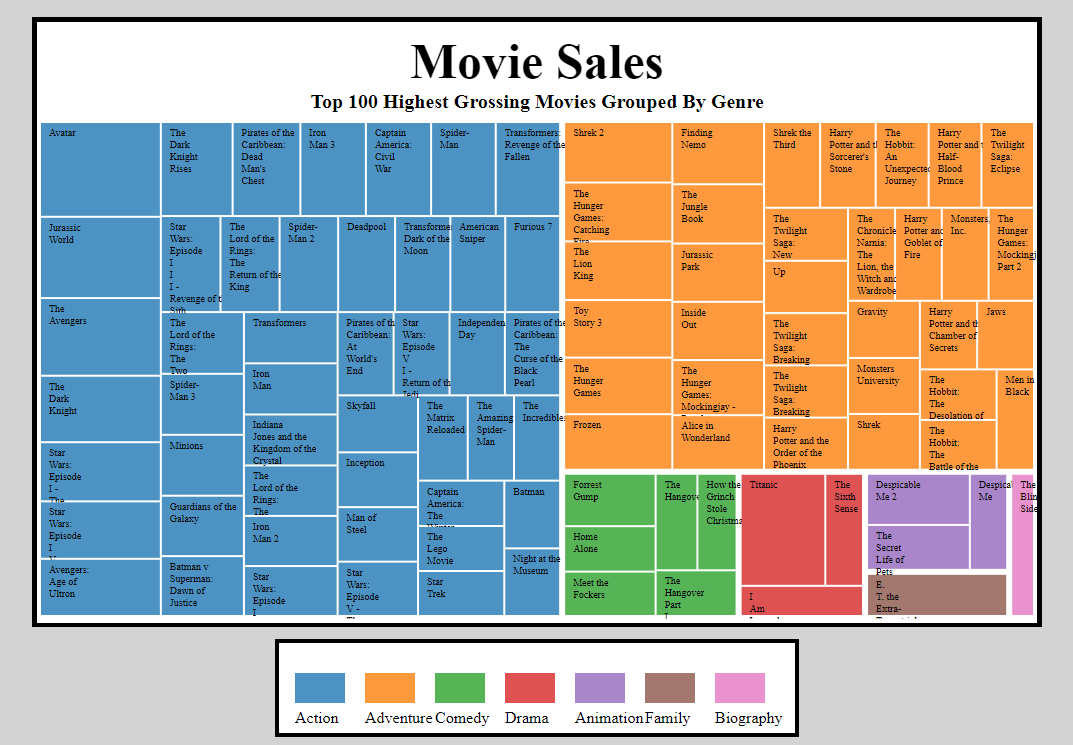 Movie Sales
Top 100 Highest Grossing Movies Grouped By Genre
Avatar
Jurassic
World
The
Avengers
The
Dark
Knight
Star
Wars:
Episode
I -
The
Star
Wars:
Episode
I
V
Avengers:
Age of
Ultron
The
Dark
Knight
Rises
Pirates of the
Caribbean:
Dead
Man's
Chest
Iron
Man 3
Captain
America:
Civil
War
Spider-
Man
Transformers:
Revenge of the
Fallen
Star
Wars:
Episode
I
I
I -
Revenge of t
Sith
The
Lord of the
Rings:
The
Return of the
King
Spider-
Man 2
Deadpool
Transforme
Dark of the
Moon
American
Sniper
Furious 7
The
Lord of the
Rings:
The
Two
Spider-
Man 3
Minions
Guardians of the
Galaxy
Batman v
Superman:
Dawn of
Justice
Transformers
Iron
Man
Indiana
Jones and the
Kingdom of the
Crystal
The
Lord of the
Rings:
The
Iron
Man 2
Star
Wars:
Episode
I
Pirates of th
Caribbean:
At
World's
End
Star
Wars:
Episode
V
I -
Return of th
Jedi
Independen
Day
Pirates of the
Caribbean:
The
Curse of the
Black
Pearl
Skyfall
Inception
Man of
Steel
Star
Wars:
Episode
V -
The
The
Matrix
Reloaded
The
Amazing
Spider-
Man
The
Incredibles
Captain
America:
The
Winter
The
Lego
Movie
Star
Trek
Batman
Night at the
Museum
Shrek 2
The
Hunger
Games:
Catching
Fire
The
Lion
King
Toy
Story 3
The
Hunger
Games
Frozen
Finding
Nemo
The
Jungle
Book
Jurassic
Park
Inside
Out
The
Hunger
Games:
Mockingjay -
Alice in
Wonderland
Shrek the
Third
Harry
Potter and t
Sorcerer's
Stone
The
Hobbit:
An
Unexpected
Journey
Harry
Potter and t
Half-
Blood
Prince
The
Twilight
Saga:
Eclipse
The
Twilight
Saga:
New
Up
The
Twilight
Saga:
Breaking
The
Twilight
Saga:
Breaking
Harry
Potter and the
Order of the
Phoenix
The
Chronicle
Narnia:
The
Lion, the
Witch and
Wardrobe
Harry
Potter and
Goblet of
Fire
Monsters,
Inc.
The
Hunger
Games:
Mockingj
Part 2
Gravity
Monsters
University
Shrek
Harry
Potter and th
Chamber of
Secrets
Jaws
The
Hobbit:
The
Desolation of
The
Hobbit:
The
Battle of the
Men in
Black
Forrest
Gump
Home
Alone
Meet the
Fockers
The
Hangove
How the
Grinch
Stole
Christma
The
Hangover
Part
I
Titanic
The
Sixth
Sense
I
Am
Despicable
Me 2
The
Secret
Life of
Pets
Despica
Me
E.
T. the
Extra-
The
Blin
Side
Action
Adventure
Comedy
Drama
Animation
Family
Biography